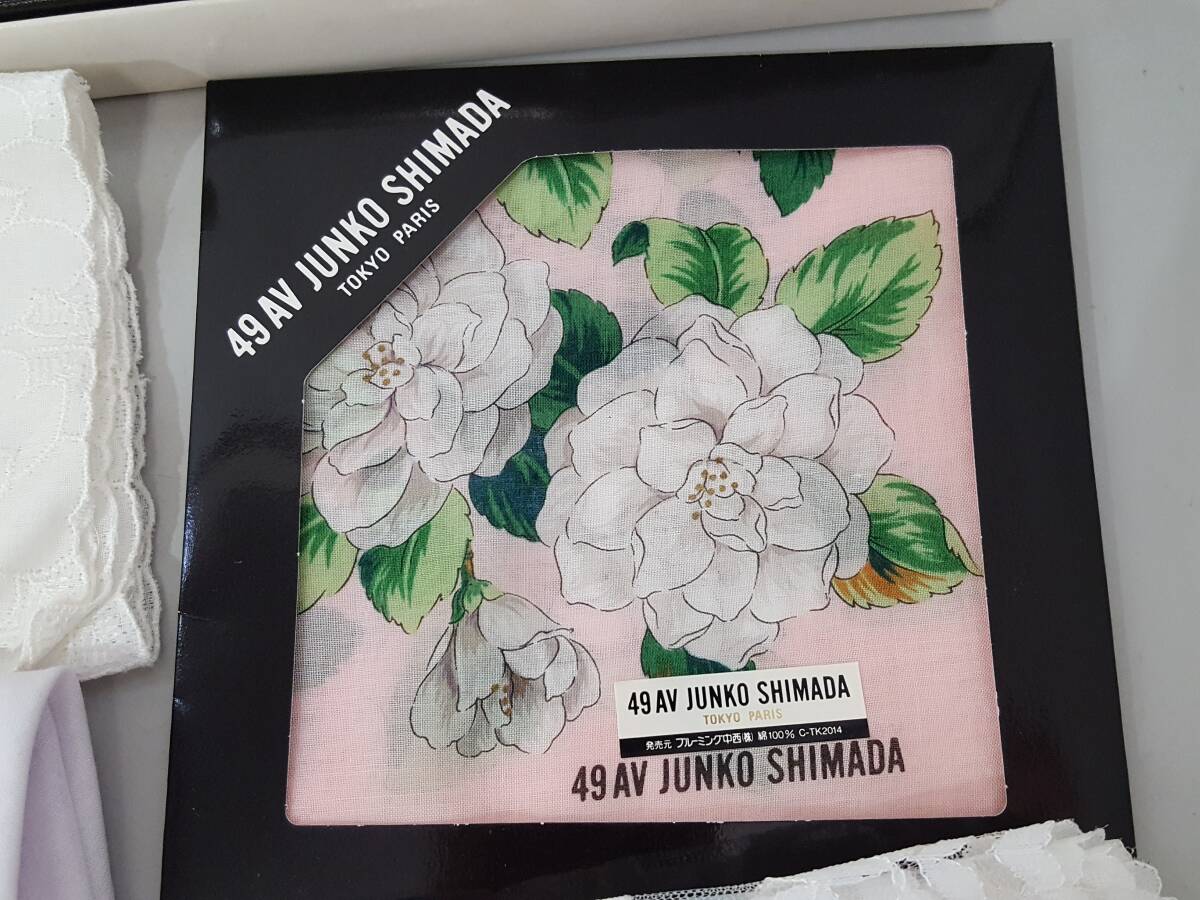 49 AV JUNKO SHIMADA
TOKYO PARIS
49 AV JUNKO SHIMADA
TOKYO PARIS
発売元 ブルーミング中西(株) 綿100% C-TK2014
49 AV JUNKO SHIMADA